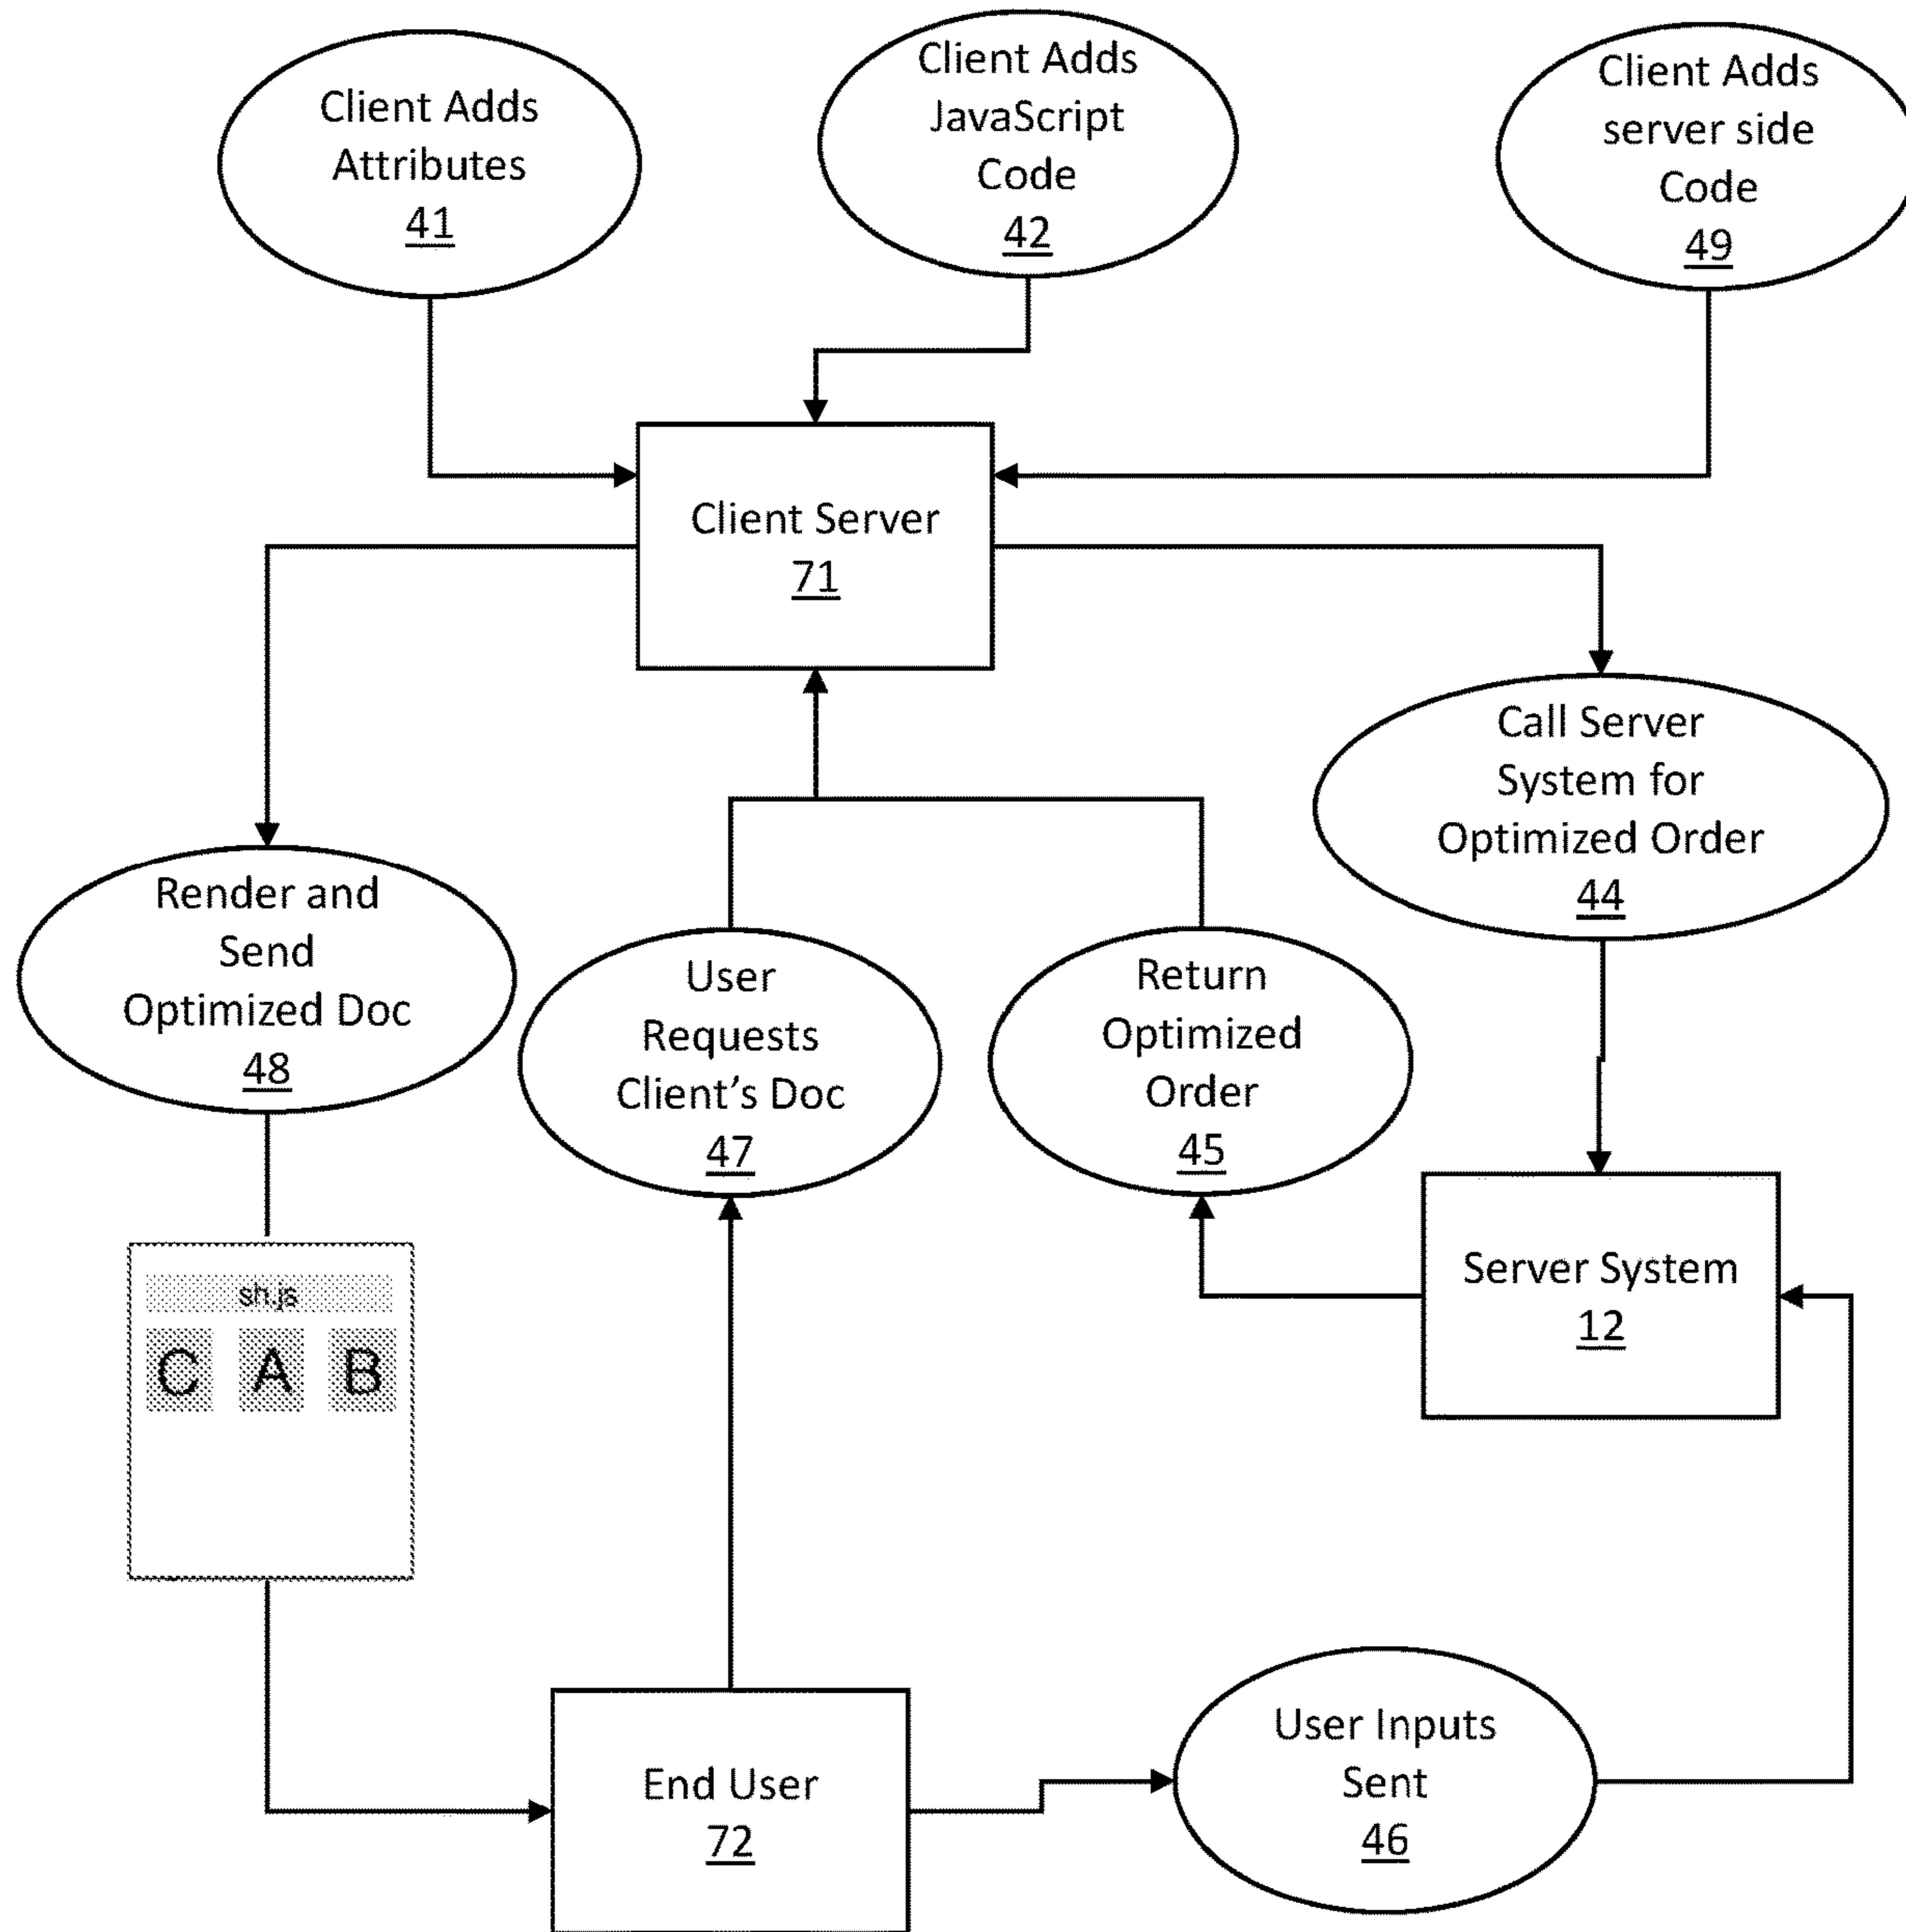 Client Adds
Attributes
41
Client Adds
JavaScript
Code
42
Client Adds
server side
Code
49
Client Server
71
Call Server
System for
Optimized Order
44
Render and
Send
Optimized Doc
48
User
Requests
Client's Doc
47
Return
Optimized
Order
45
Server System
12
sh.js
C A B
End User
72
User Inputs
Sent
46